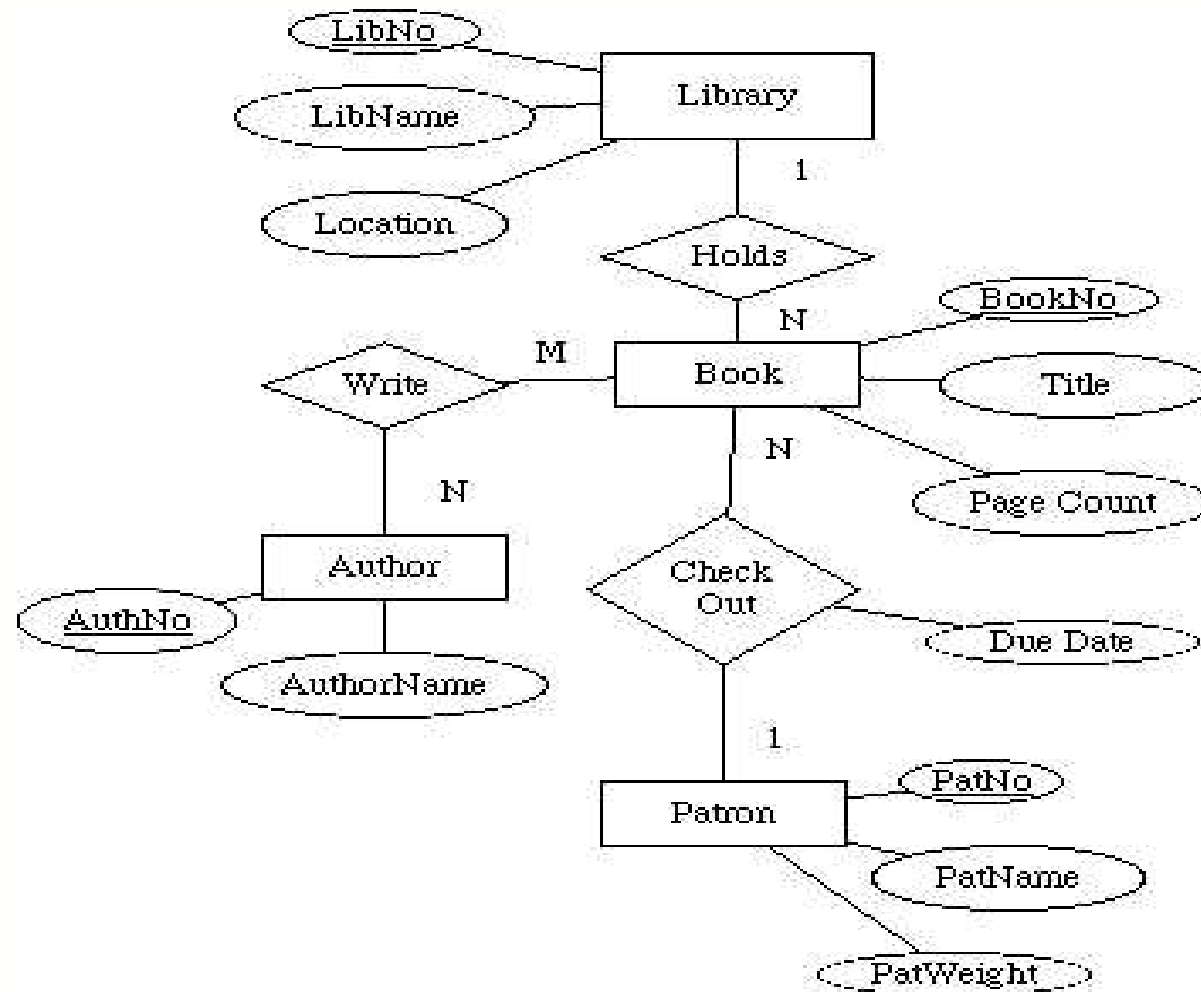 LibNo
Library
LibName
1
Location
Holds
BookNo
N
M
Book
Title
Write
N
Page Count
N
Author
Check
Out
AuthNo
Due Date
AuthorName
1
PatNo
Patron
PatName
PatWeight